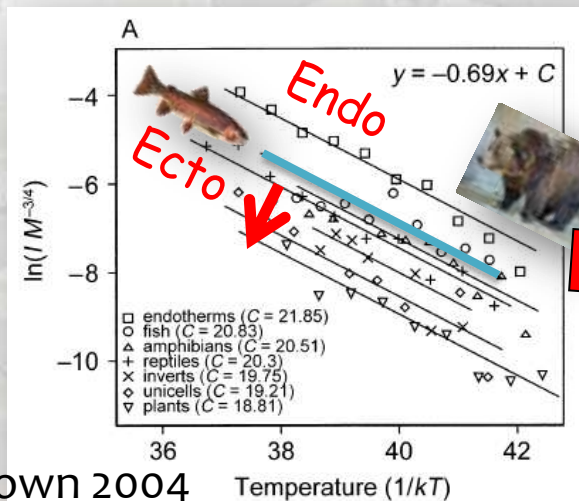 A
y = –0.69x + C
Endo
Ecto
–4
–6
–8
–10
ln(I M^–3/4)
□ endotherms (C = 21.85)
○ fish (C = 20.83)
△ amphibians (C = 20.51)
+ reptiles (C = 20.3)
× inverts (C = 19.75)
◇ unicells (C = 19.21)
▽ plants (C = 18.81)
36 38 40 42
Temperature (1/kT)
own 2004